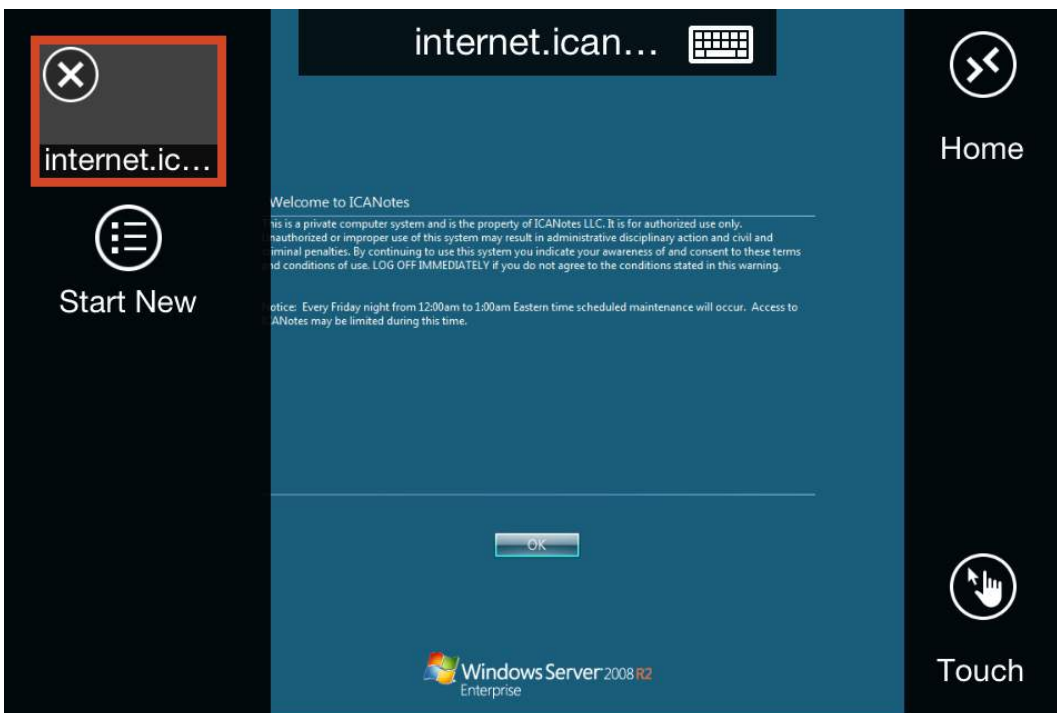 internet.ican...
internet.ic...
Start New
Home
Welcome to ICANotes
his is a private computer system and is the property of ICANotes LLC. It is for authorized use only.
nauthorized or improper use of this system may result in administrative disciplinary action and civil and
iminal penalties. By continuing to use this system you indicate your awareness of and consent to these terms
nd conditions of use. LOG OFF IMMEDIATELY if you do not agree to the conditions stated in this warning.
otice: Every Friday night from 12:00am to 1:00am Eastern time scheduled maintenance will occur. Access to
ANotes may be limited during this time.
OK
Windows Server 2008 R2
Enterprise
Touch